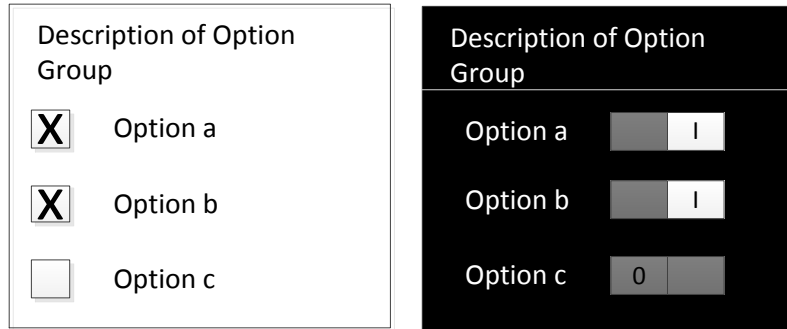 Description of Option
Group
X Option a
X Option b
Option c
Description of Option
Group
Option a I
Option b I
Option c 0